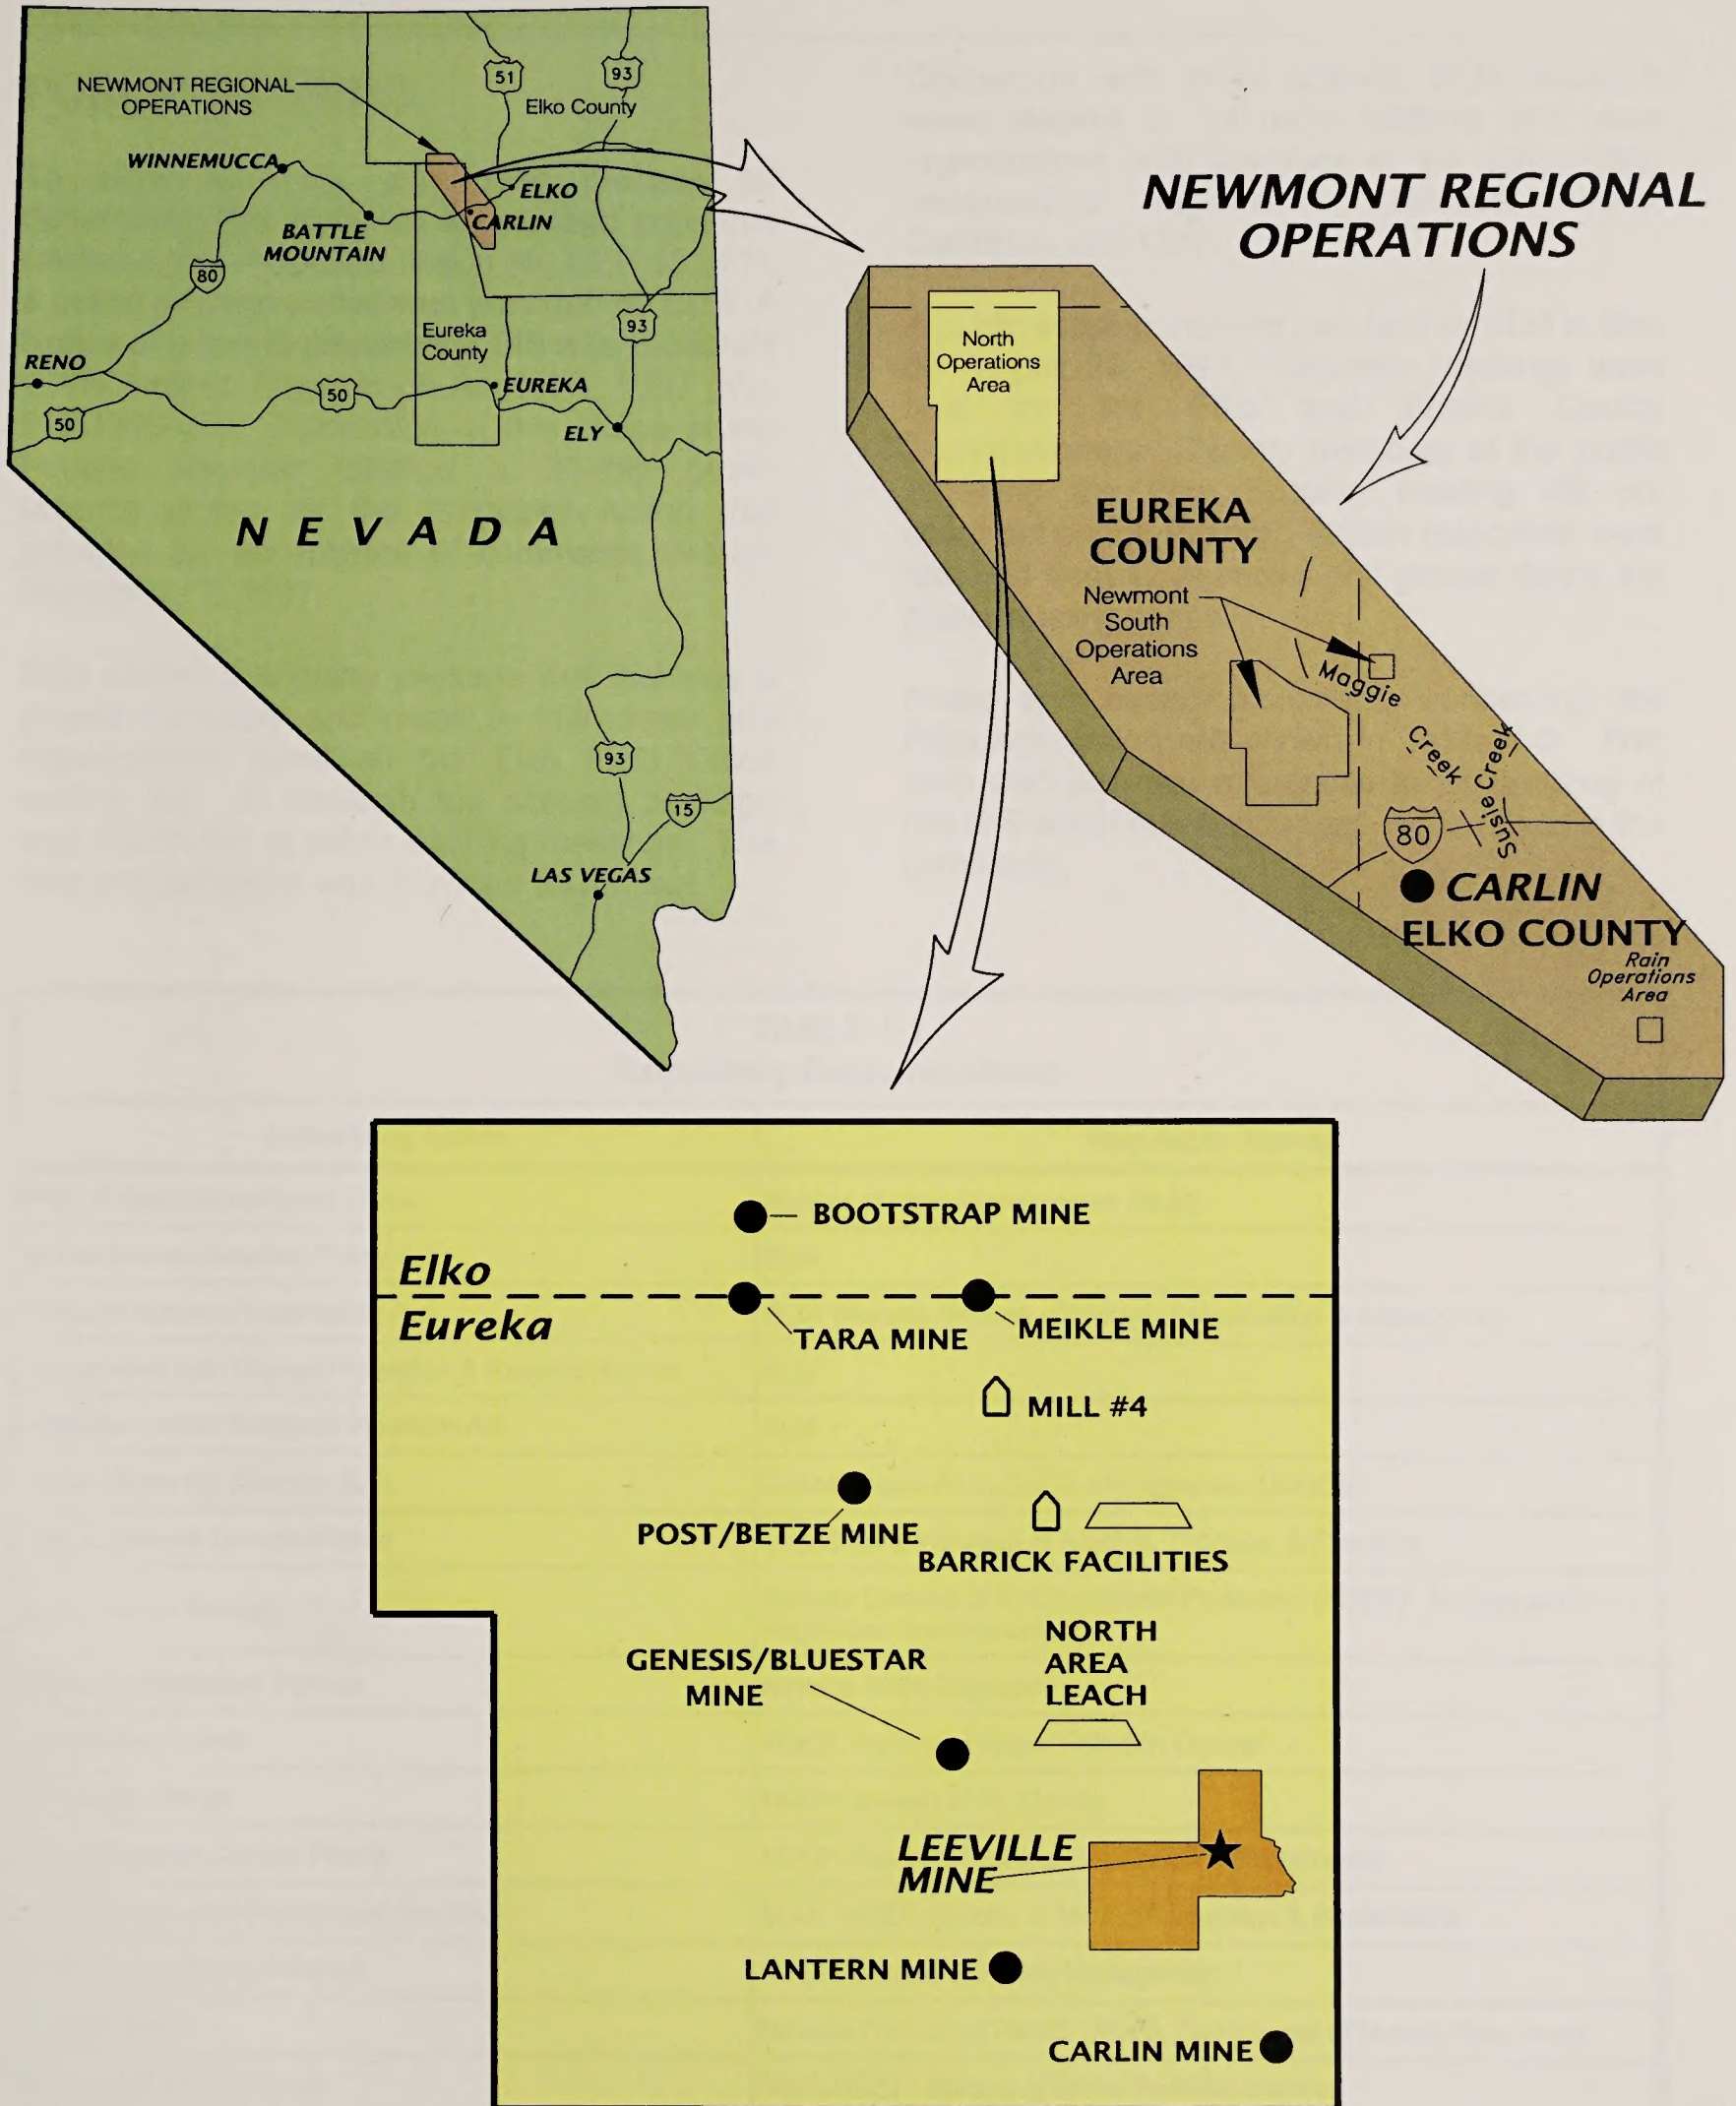 NEWMONT REGIONAL
OPERATIONS
51
93
Elko County
WINNEMUCCA
ELKO
CARLIN
BATTLE
MOUNTAIN
80
Eureka
County
93
RENO
50
50
EUREKA
ELY
NEVADA
93
15
LAS VEGAS
NEWMONT REGIONAL
OPERATIONS
North
Operations
Area
EUREKA
COUNTY
Newmont
South
Operations
Area
Maggie
Creek
Susie Creek
80
CARLIN
ELKO COUNTY
Rain
Operations
Area
BOOTSTRAP MINE
Elko
Eureka
TARA MINE
MEIKLE MINE
MILL #4
POST/BETZE MINE
BARRICK FACILITIES
NORTH
AREA
LEACH
GENESIS/BLUESTAR
MINE
LEEVILLE
MINE
LANTERN MINE
CARLIN MINE